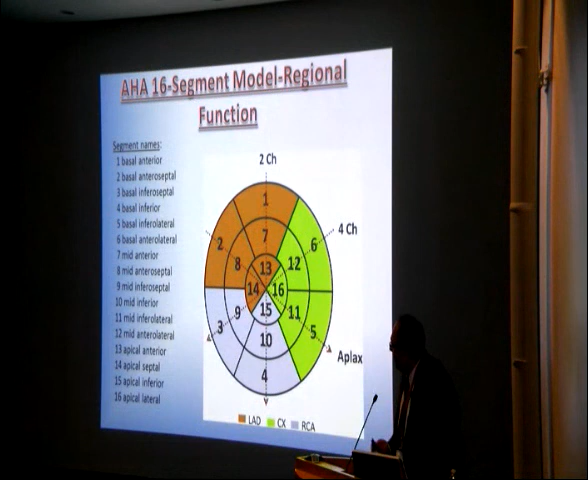 AHA 16-Segment Model-Regional
Function
Segment names:
1 basal anterior
2 basal anteroseptal
3 basal inferoseptal
4 basal inferior
5 basal inferolateral
6 basal anterolateral
7 mid anterior
8 mid anteroseptal
9 mid inferoseptal
10 mid inferior
11 mid inferolateral
12 mid anterolateral
13 apical anterior
14 apical septal
15 apical inferior
16 apical lateral
2 Ch
4 Ch
Aplax
1
2
7
6
8
13
12
14
16
9
15
11
3
10
5
4
LAD CX RCA